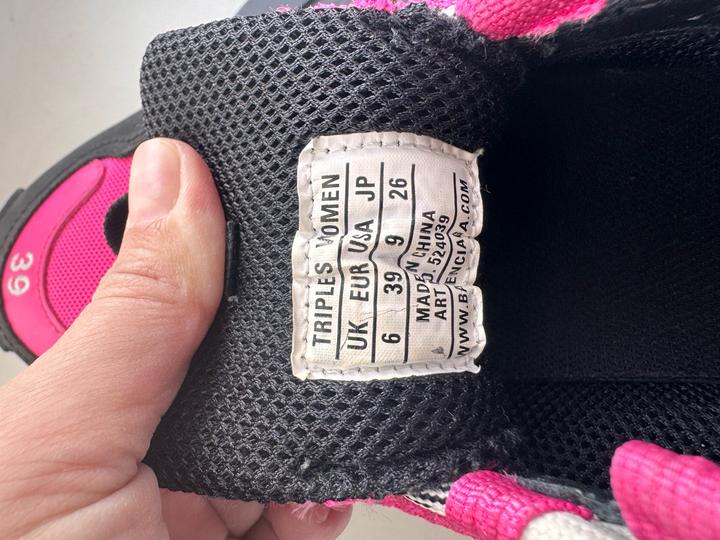 TRIPLES WOMEN
UK EUR USA JP
6 39 9 26
MADE IN CHINA
ART. 524039
WWW.BALENCIAGA.COM
39